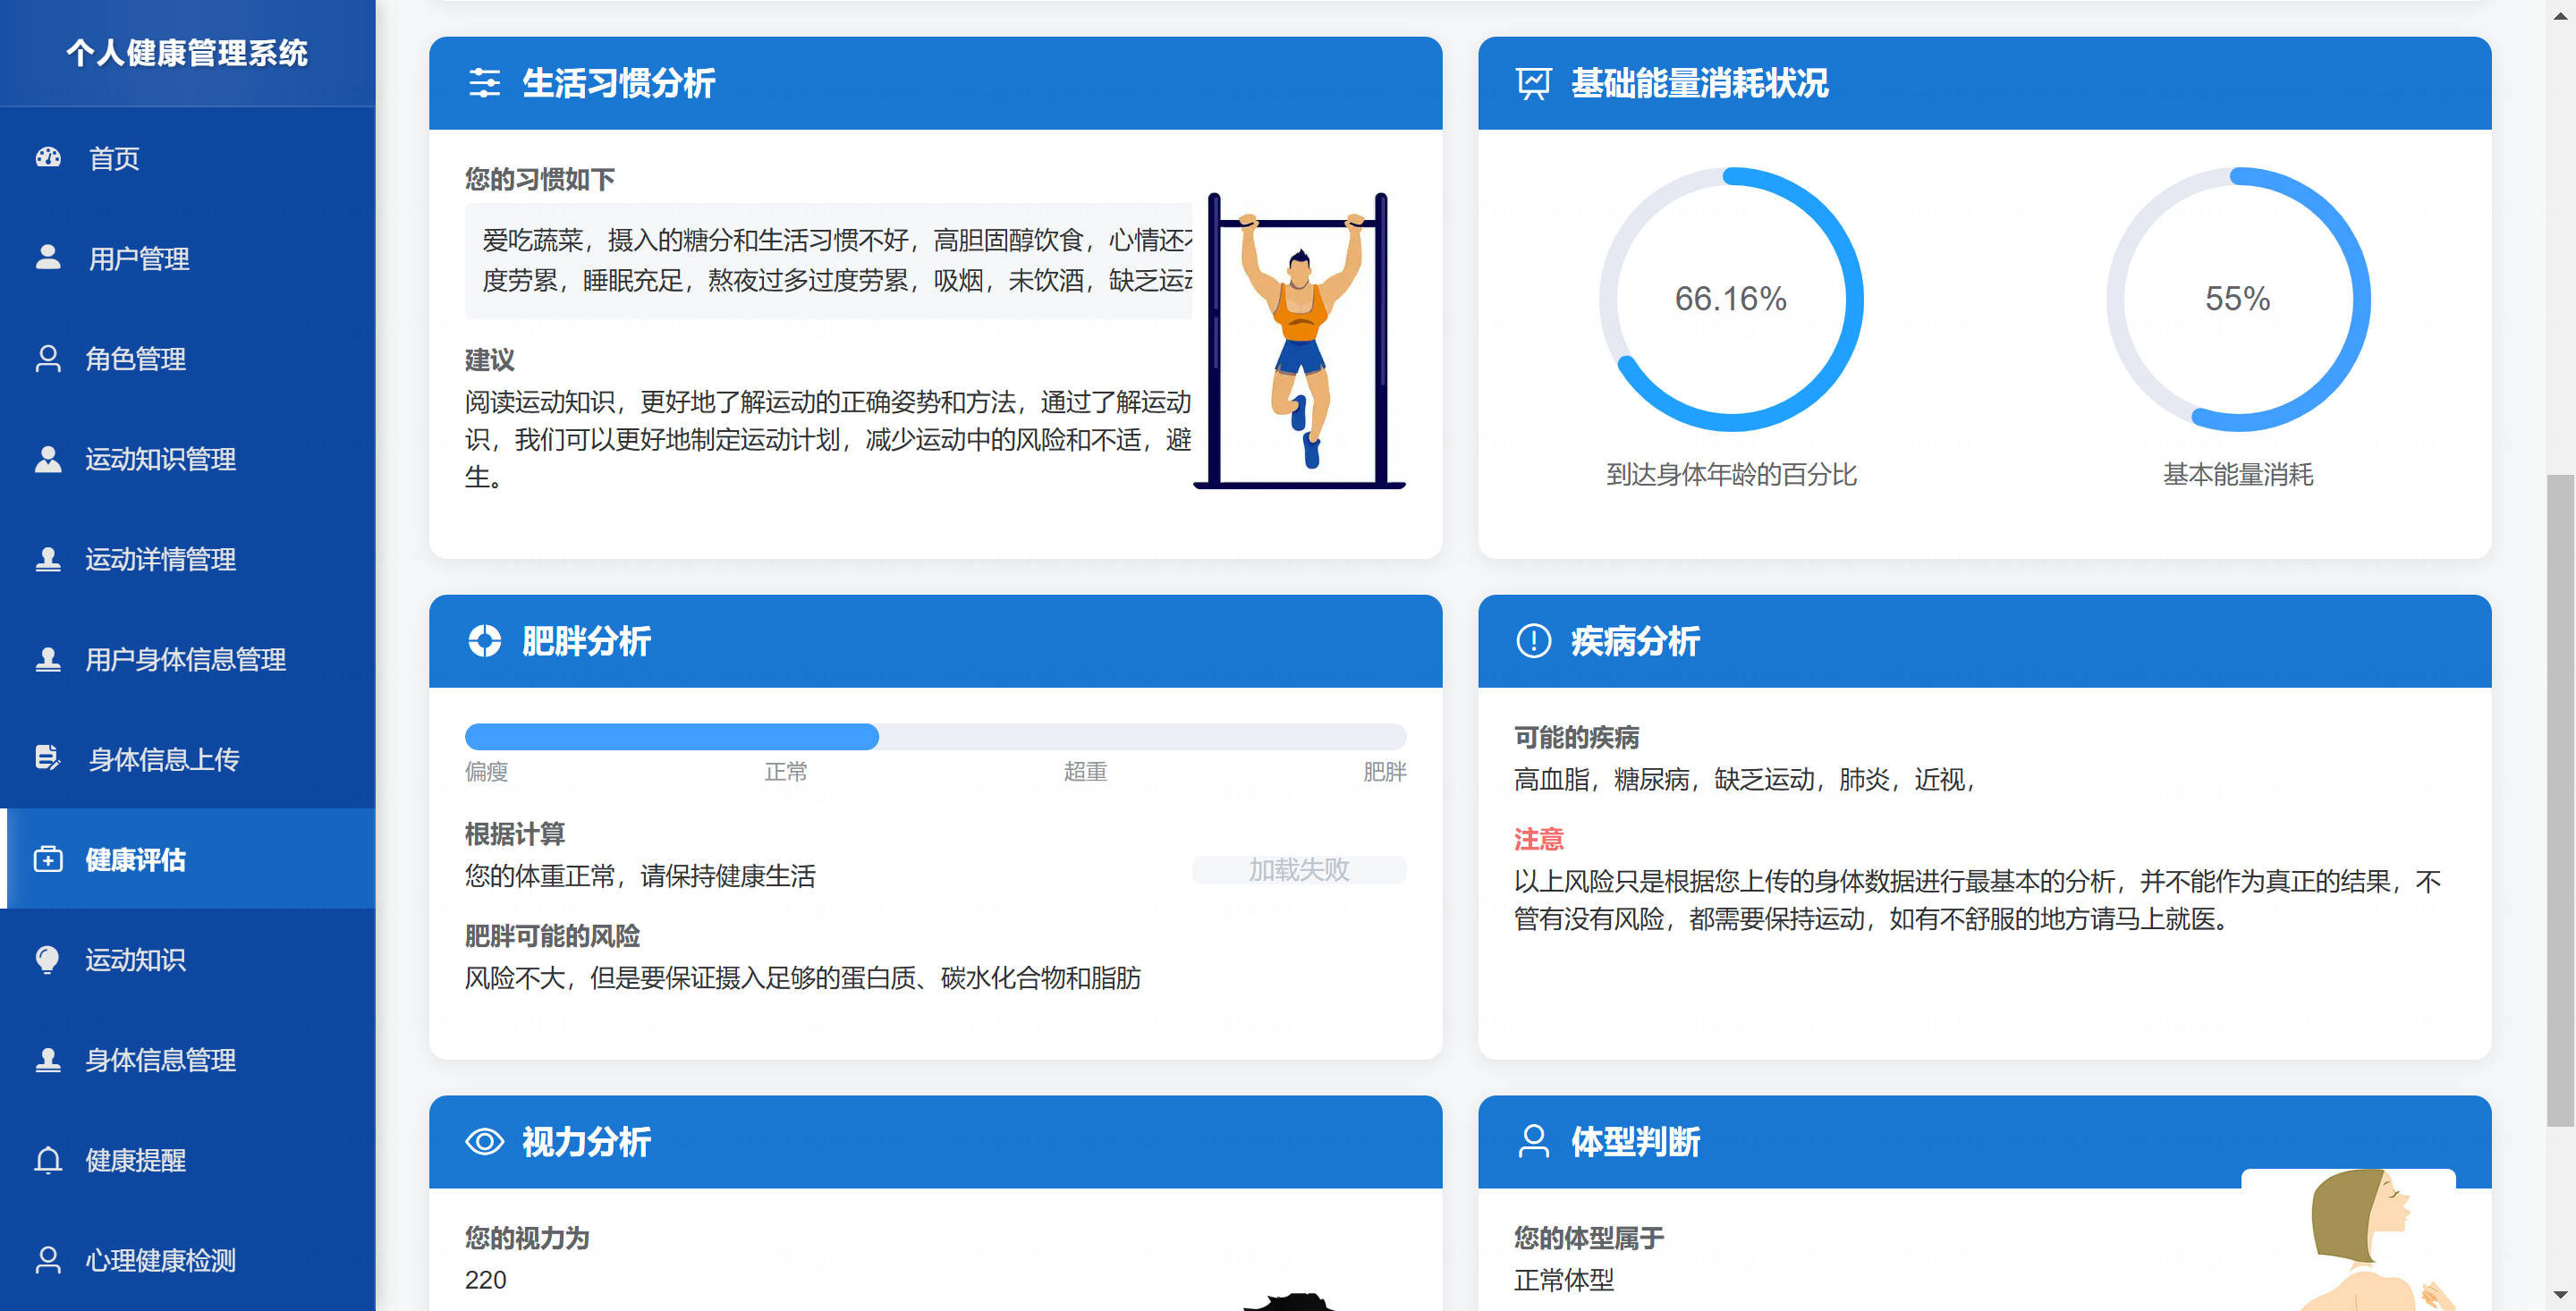 个人健康管理系统
首页
用户管理
角色管理
运动知识管理
运动详情管理
用户身体信息管理
身体信息上传
健康评估
运动知识
身体信息管理
健康提醒
心理健康检测
生活习惯分析
您的习惯如下
爱吃蔬菜，摄入的糖分和生活习惯不好，高胆固醇饮食，心情还
度劳累，睡眠充足，熬夜过多过度劳累，吸烟，未饮酒，缺乏运
建议
阅读运动知识，更好地了解运动的正确姿势和方法，通过了解运动
识，我们可以更好地制定运动计划，减少运动中的风险和不适，避
生。
基础能量消耗状况
66.16%
到达身体年龄的百分比
55%
基本能量消耗
肥胖分析
偏瘦 正常 超重 肥胖
根据计算
您的体重正常，请保持健康生活
肥胖可能的风险
风险不大，但是要保证摄入足够的蛋白质、碳水化合物和脂肪
加载失败
疾病分析
可能的疾病
高血脂，糖尿病，缺乏运动，肺炎，近视，
注意
以上风险只是根据您上传的身体数据进行最基本的分析，并不能作为真正的结果，不
管有没有风险，都需要保持运动，如有不舒服的地方请马上就医。
视力分析
您的视力为
220
体型判断
您的体型属于
正常体型